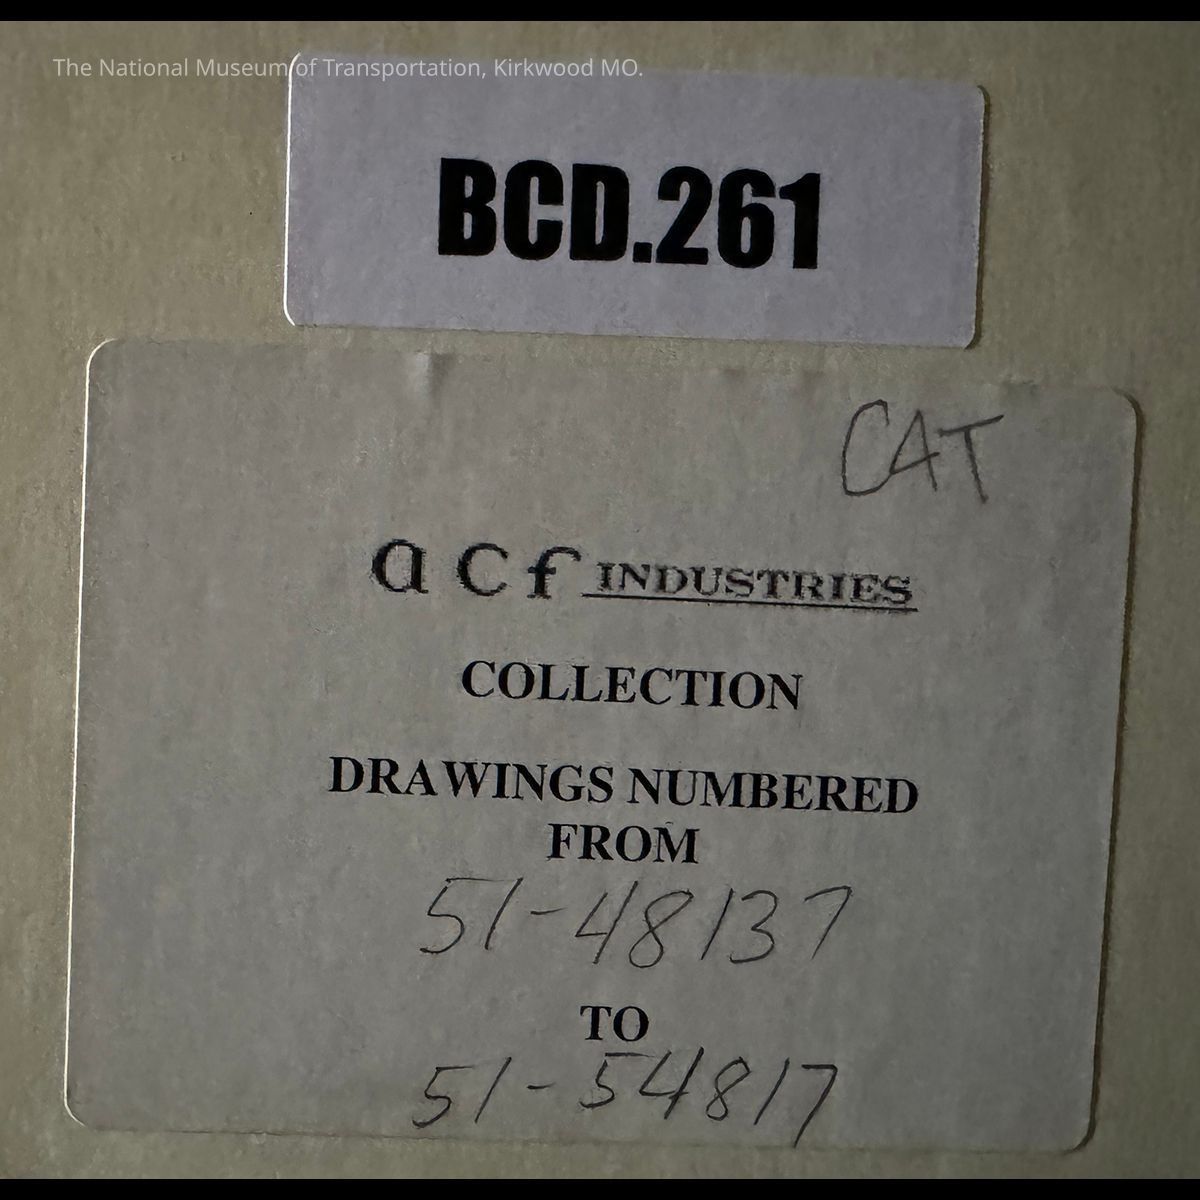 The National Museum of Transportation, Kirkwood MO.
BCD.261
CAT
acf INDUSTRIES
COLLECTION
DRAWINGS NUMBERED
FROM
51-48137
TO
51-54817